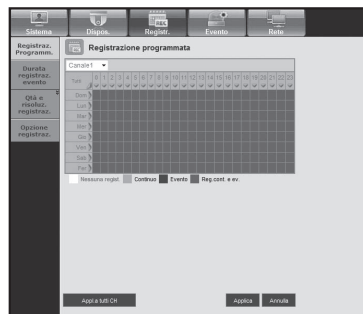 Sistema Dispos. Registr. Evento Rete
REC
Registraz. Programm.
Durata registraz. evento
Qtà e risoluz. registraz.
Opzione registraz.
Registrazione programmata
Canale1
Tutti 0 1 2 3 4 5 6 7 8 9 10 11 12 13 14 15 16 17 18 19 20 21 22 23
Dom
Lun
Mar
Mer
Gio
Ven
Sab
Fer
Nessuna regist. Continuo Evento Reg.cont. e ev.
Appl.a tutti CH Applica Annulla